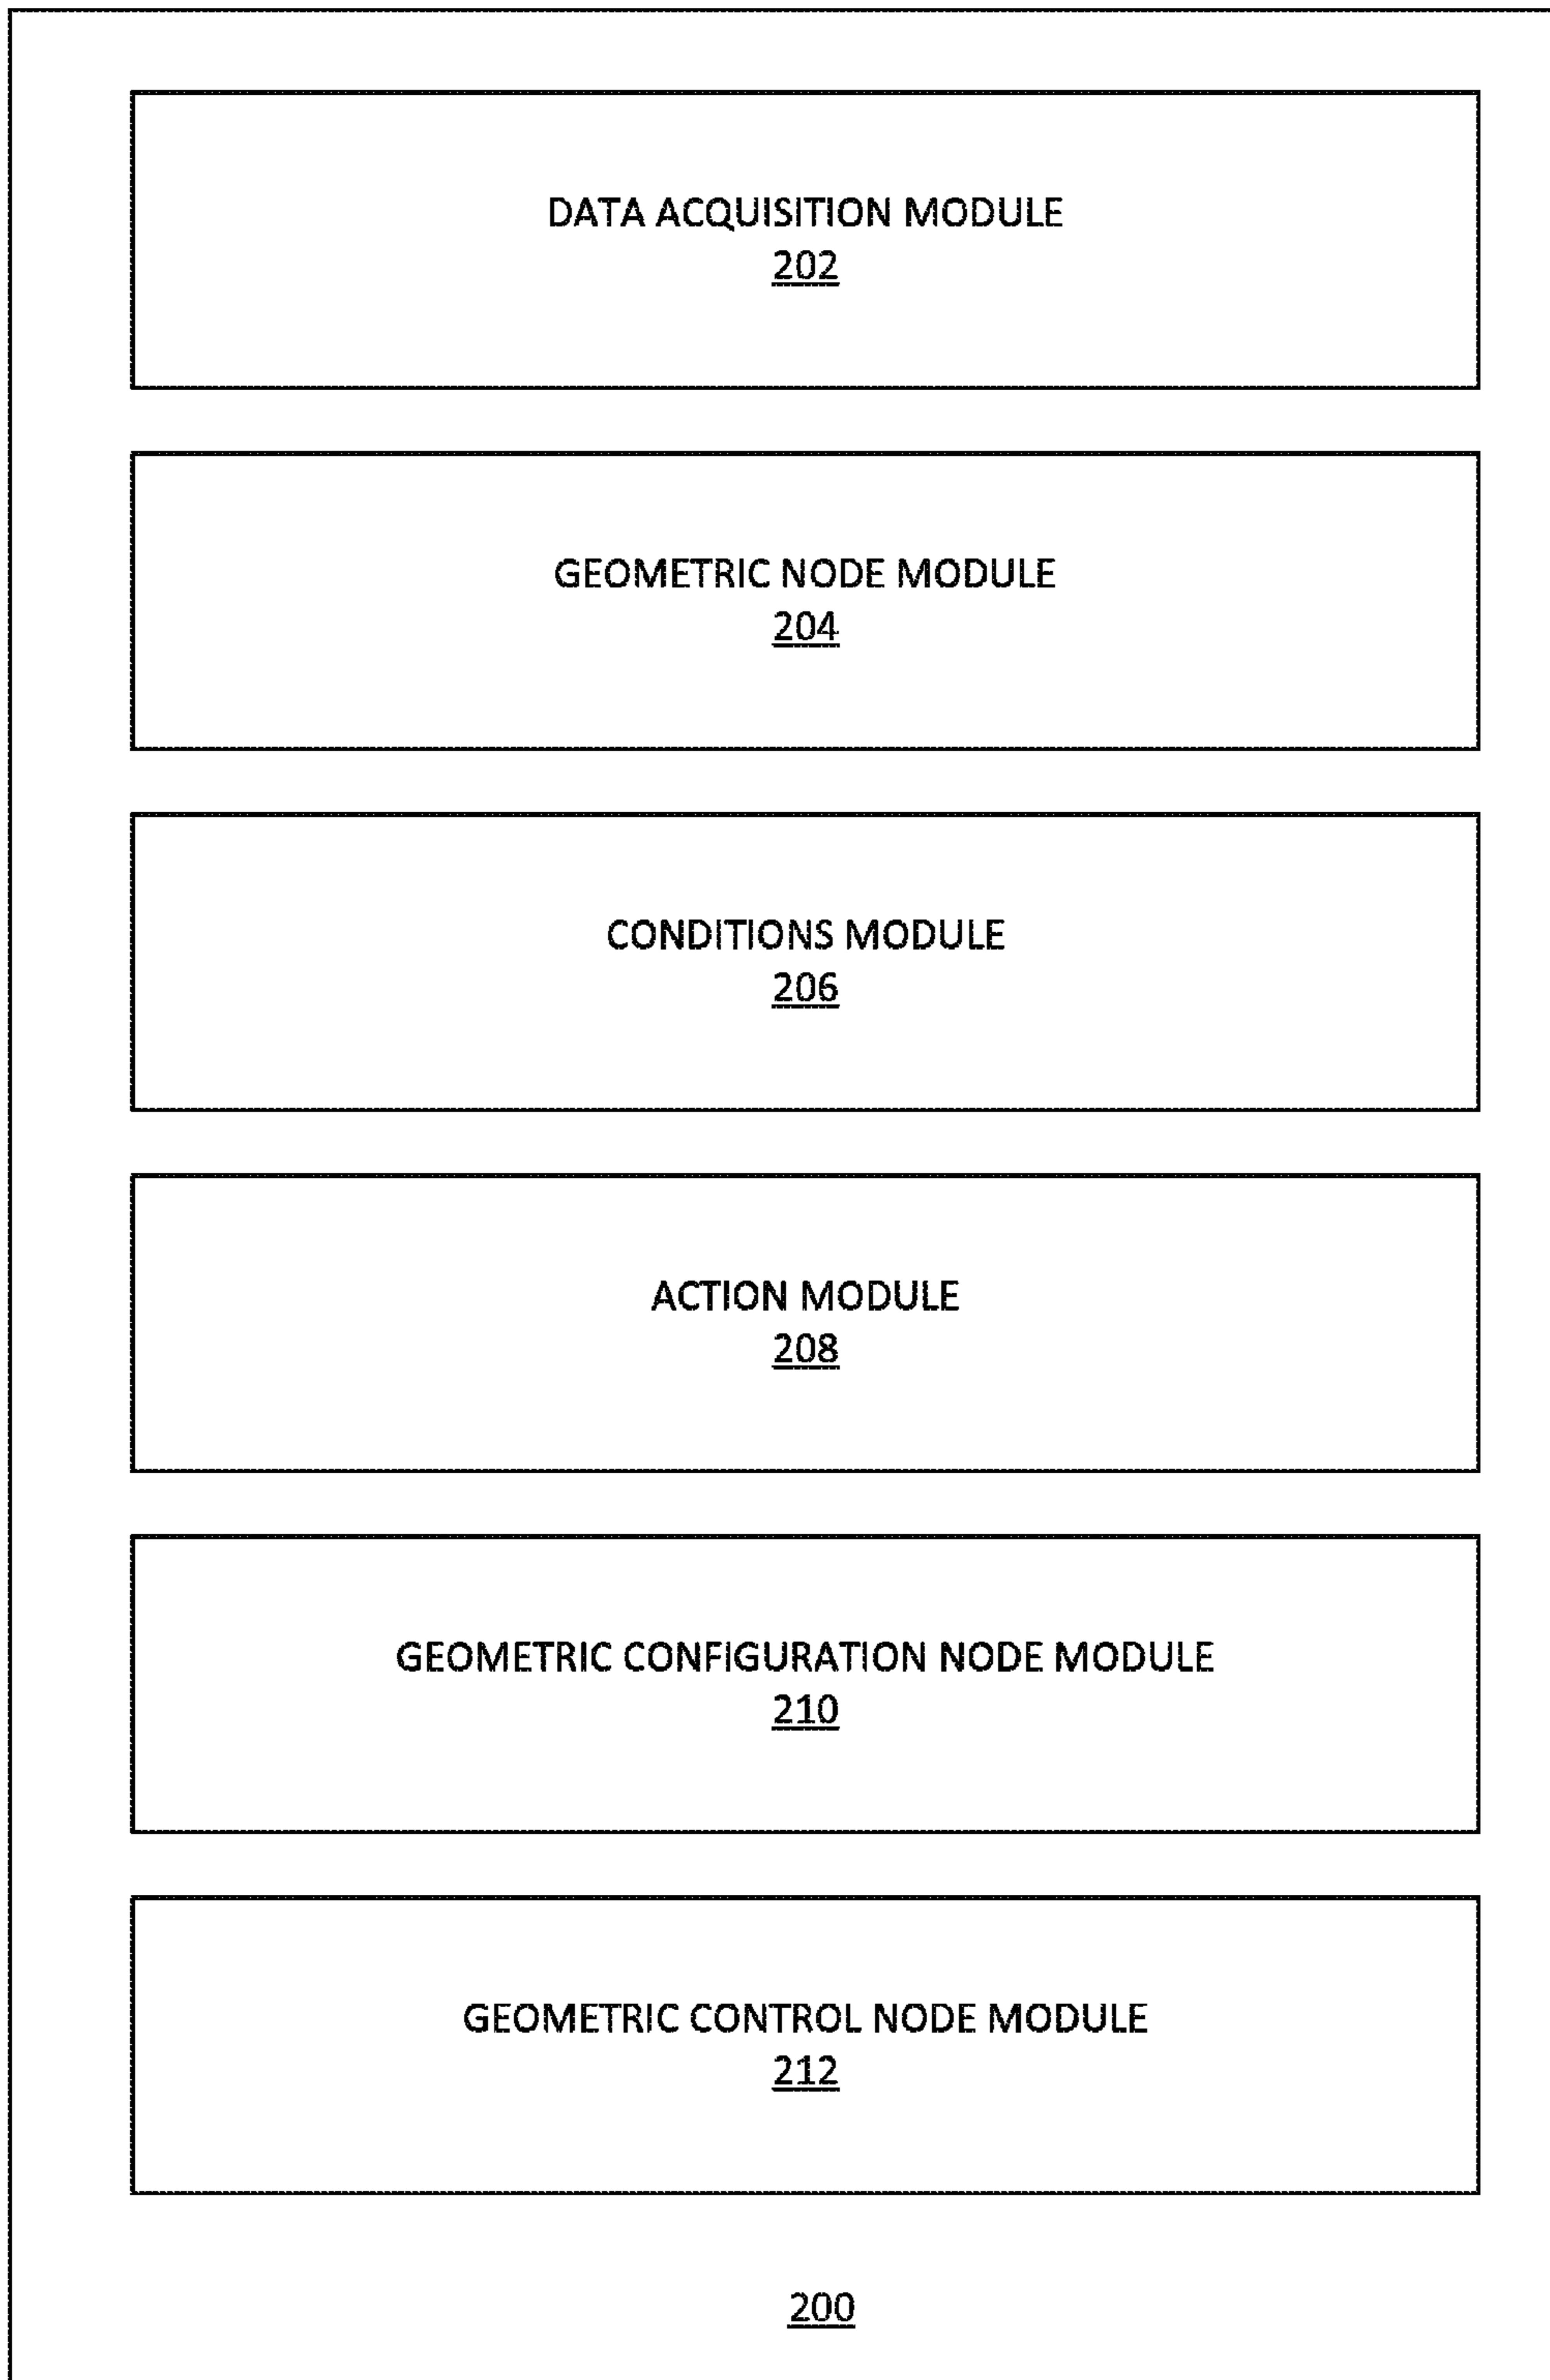 DATA ACQUISITION MODULE
202
GEOMETRIC NODE MODULE
204
CONDITIONS MODULE
206
ACTION MODULE
208
GEOMETRIC CONFIGURATION NODE MODULE
210
GEOMETRIC CONTROL NODE MODULE
212
200